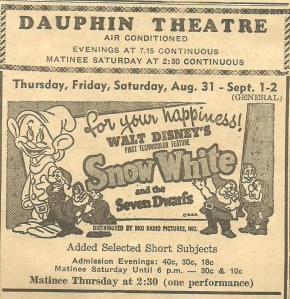 DAUPHIN THEATRE
AIR CONDITIONED
EVENINGS AT 7.15 CONTINUOUS
MATINEE SATURDAY AT 2:30 CONTINUOUS
Thursday, Friday, Saturday, Aug. 31 - Sept. 1-2
(GENERAL)
for your happiness!
WALT DISNEY'S
FIRST TECHNICOLOR FEATURE
Snow White
and the
Seven Dwarfs
DISTRIBUTED BY RKO RADIO PICTURES, INC.
Added Selected Short Subjects
Admission Evenings: 40c, 30c, 18c
Matinee Saturday Until 6 p.m. — 30c & 10c
Matinee Thursday at 2:30 (one performance)